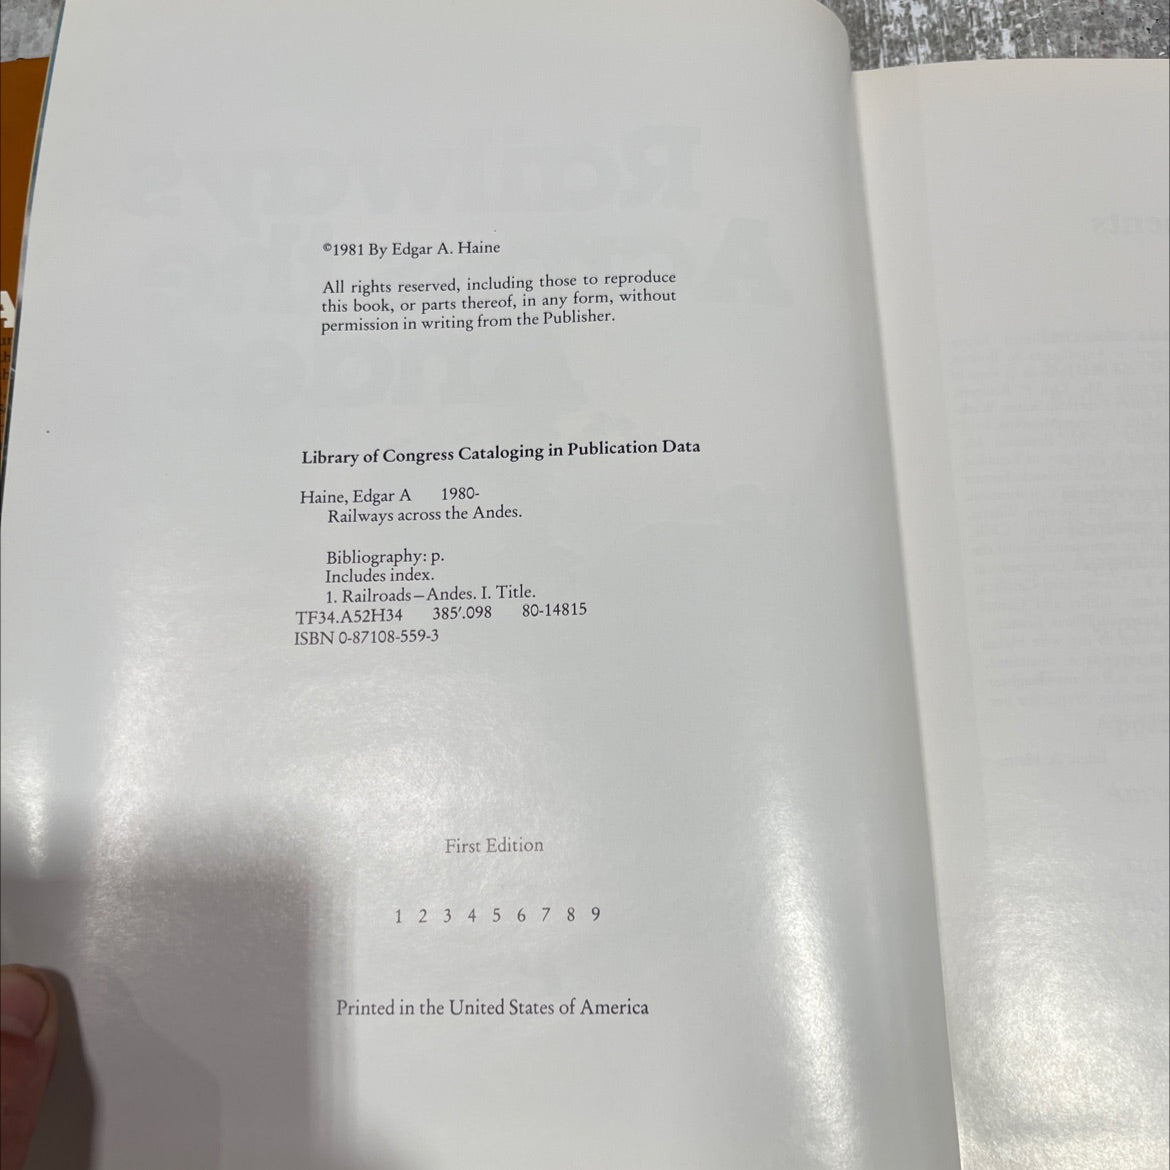 ©1981 By Edgar A. Haine
All rights reserved, including those to reproduce
this book, or parts thereof, in any form, without
permission in writing from the Publisher.
Library of Congress Cataloging in Publication Data
Haine, Edgar A 1980-
Railways across the Andes.
Bibliography: p.
Includes index.
1. Railroads—Andes. I. Title.
TF34.A52H34 385′.098 80-14815
ISBN 0-87108-559-3
First Edition
1 2 3 4 5 6 7 8 9
Printed in the United States of America